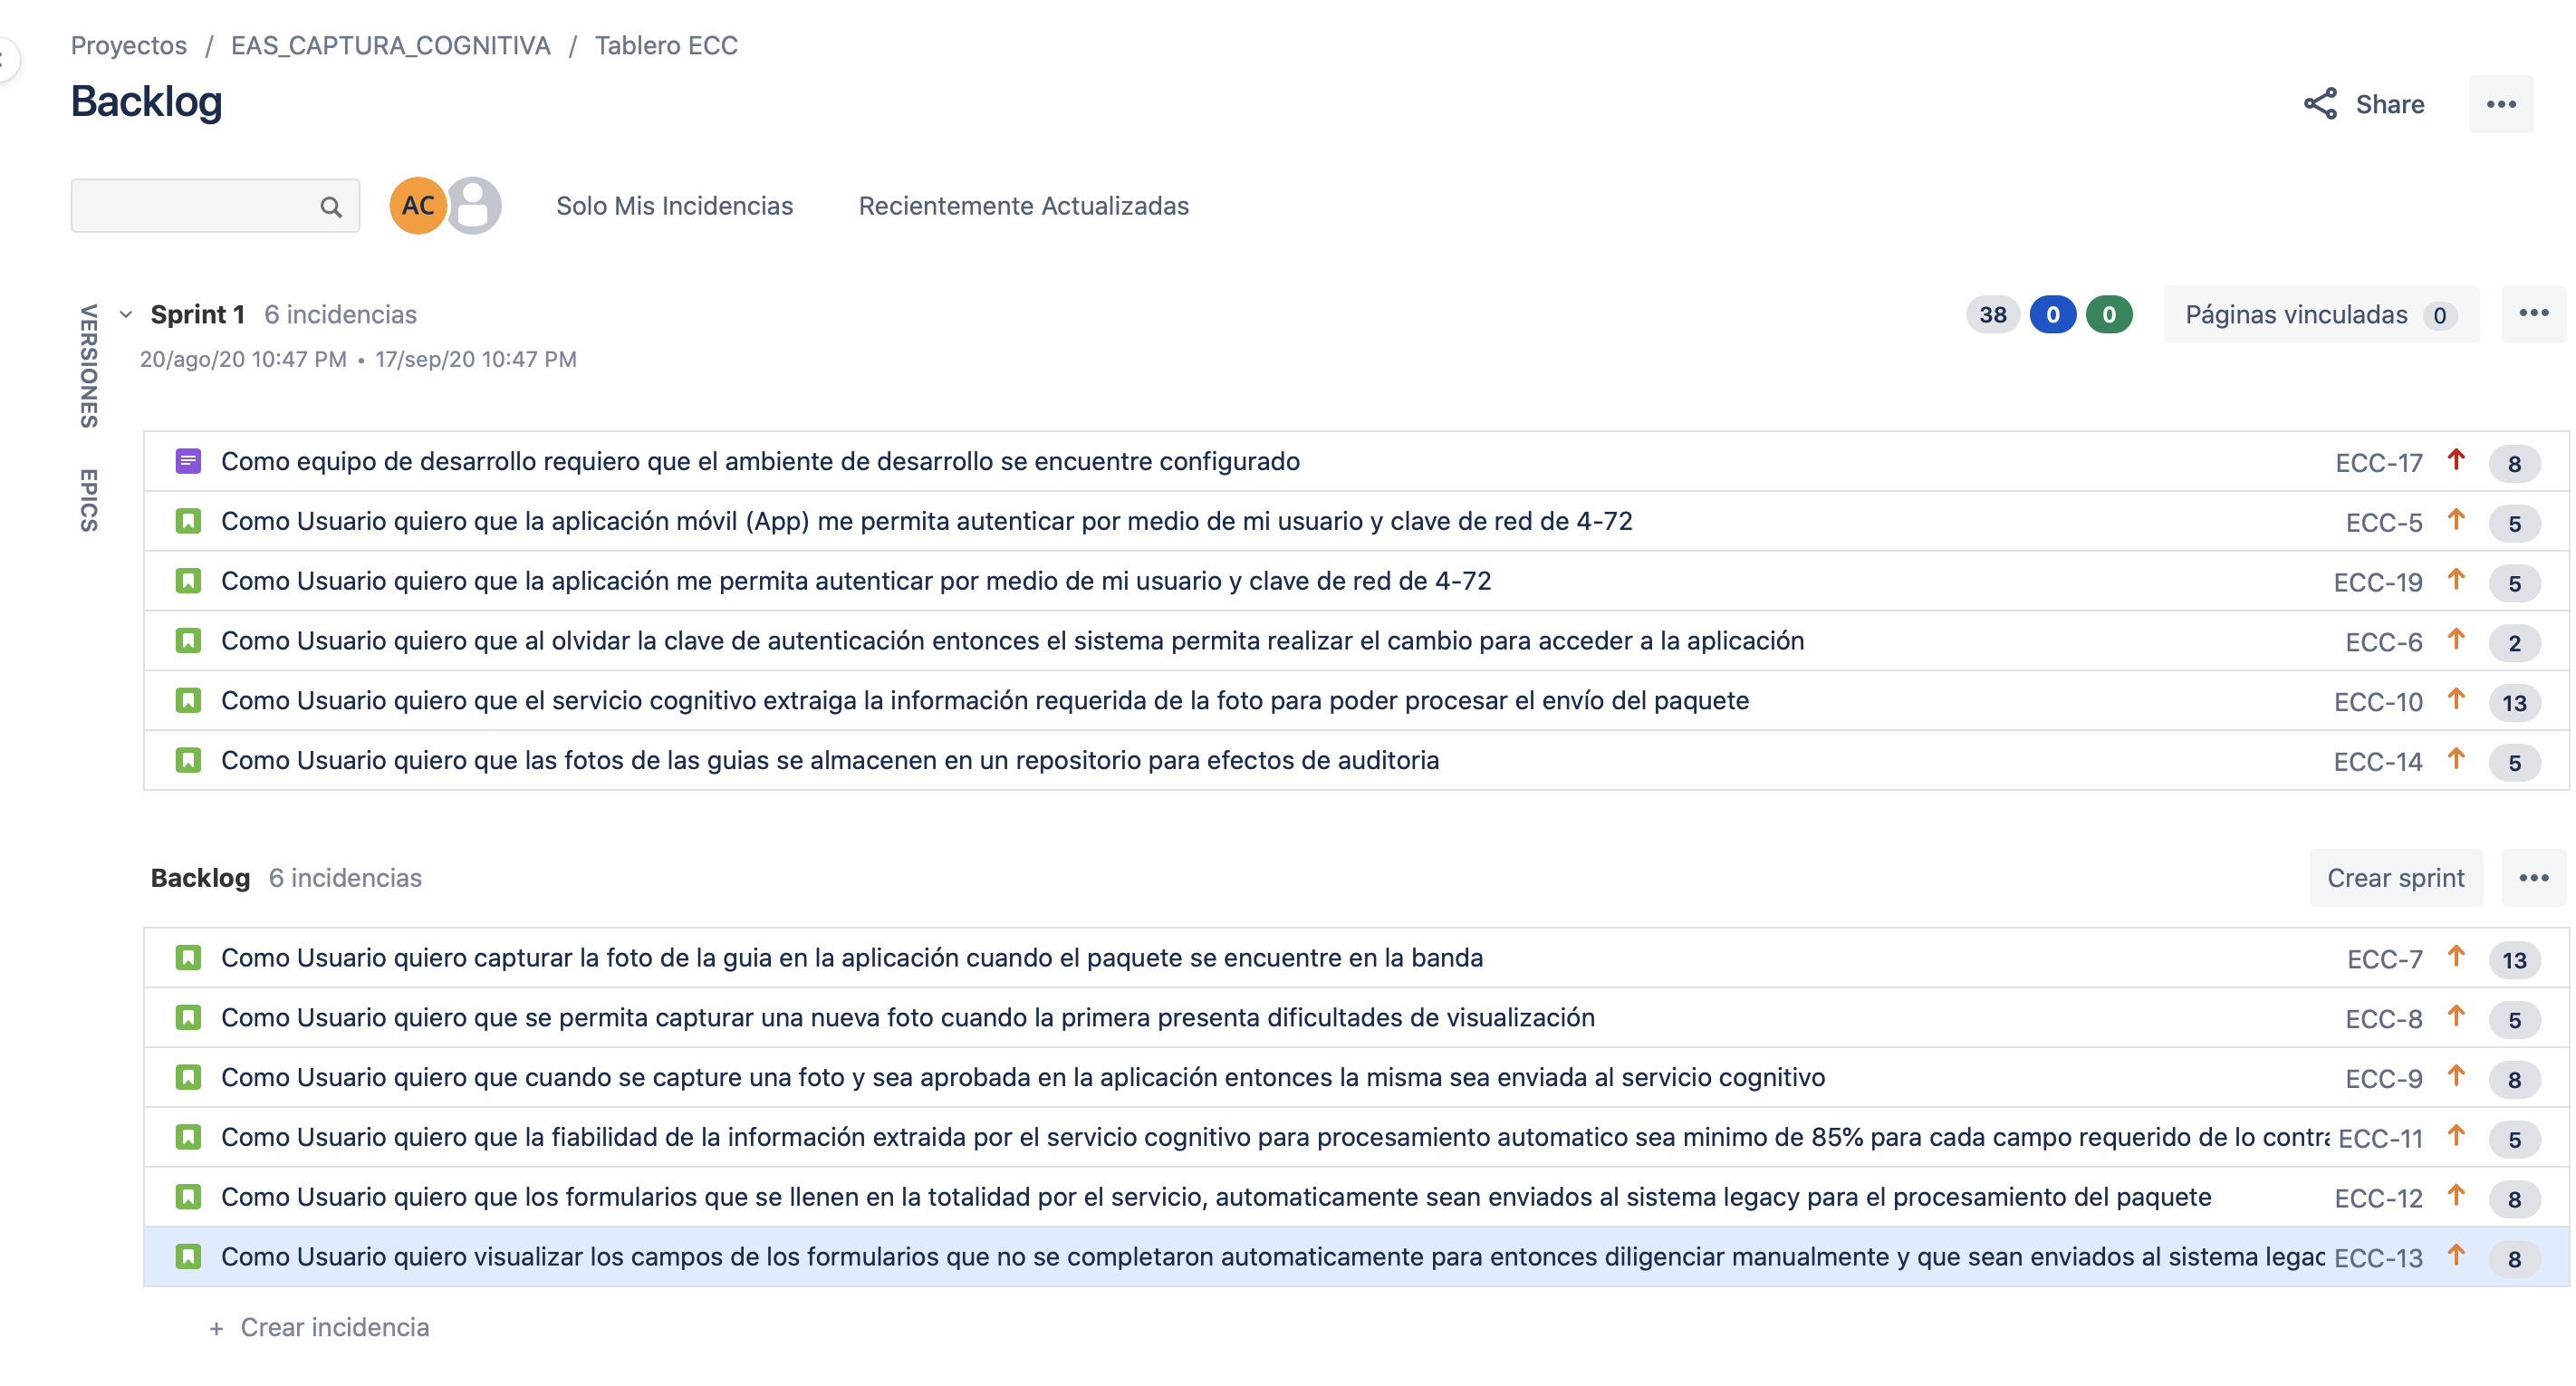 Proyectos / EAS_CAPTURA_COGNITIVA / Tablero ECC
Backlog
Share
AC
Solo Mis Incidencias
Recientemente Actualizadas
VERSIONES
EPICS
Sprint 1 6 incidencias
38 0 0 Páginas vinculadas 0
20/ago/20 10:47 PM • 17/sep/20 10:47 PM
Como equipo de desarrollo requiero que el ambiente de desarrollo se encuentre configurado ECC-17 8
Como Usuario quiero que la aplicación móvil (App) me permita autenticar por medio de mi usuario y clave de red de 4-72 ECC-5 5
Como Usuario quiero que la aplicación me permita autenticar por medio de mi usuario y clave de red de 4-72 ECC-19 5
Como Usuario quiero que al olvidar la clave de autenticación entonces el sistema permita realizar el cambio para acceder a la aplicación ECC-6 2
Como Usuario quiero que el servicio cognitivo extraiga la información requerida de la foto para poder procesar el envío del paquete ECC-10 13
Como Usuario quiero que las fotos de las guias se almacenen en un repositorio para efectos de auditoria ECC-14 5
Backlog 6 incidencias
Crear sprint
Como Usuario quiero capturar la foto de la guia en la aplicación cuando el paquete se encuentre en la banda ECC-7 13
Como Usuario quiero que se permita capturar una nueva foto cuando la primera presenta dificultades de visualización ECC-8 5
Como Usuario quiero que cuando se capture una foto y sea aprobada en la aplicación entonces la misma sea enviada al servicio cognitivo ECC-9 8
Como Usuario quiero que la fiabilidad de la información extraida por el servicio cognitivo para procesamiento automatico sea minimo de 85% para cada campo requerido de lo contra ECC-11 5
Como Usuario quiero que los formularios que se llenen en la totalidad por el servicio, automaticamente sean enviados al sistema legacy para el procesamiento del paquete ECC-12 8
Como Usuario quiero visualizar los campos de los formularios que no se completaron automaticamente para entonces diligenciar manualmente y que sean enviados al sistema legac ECC-13 8
+ Crear incidencia